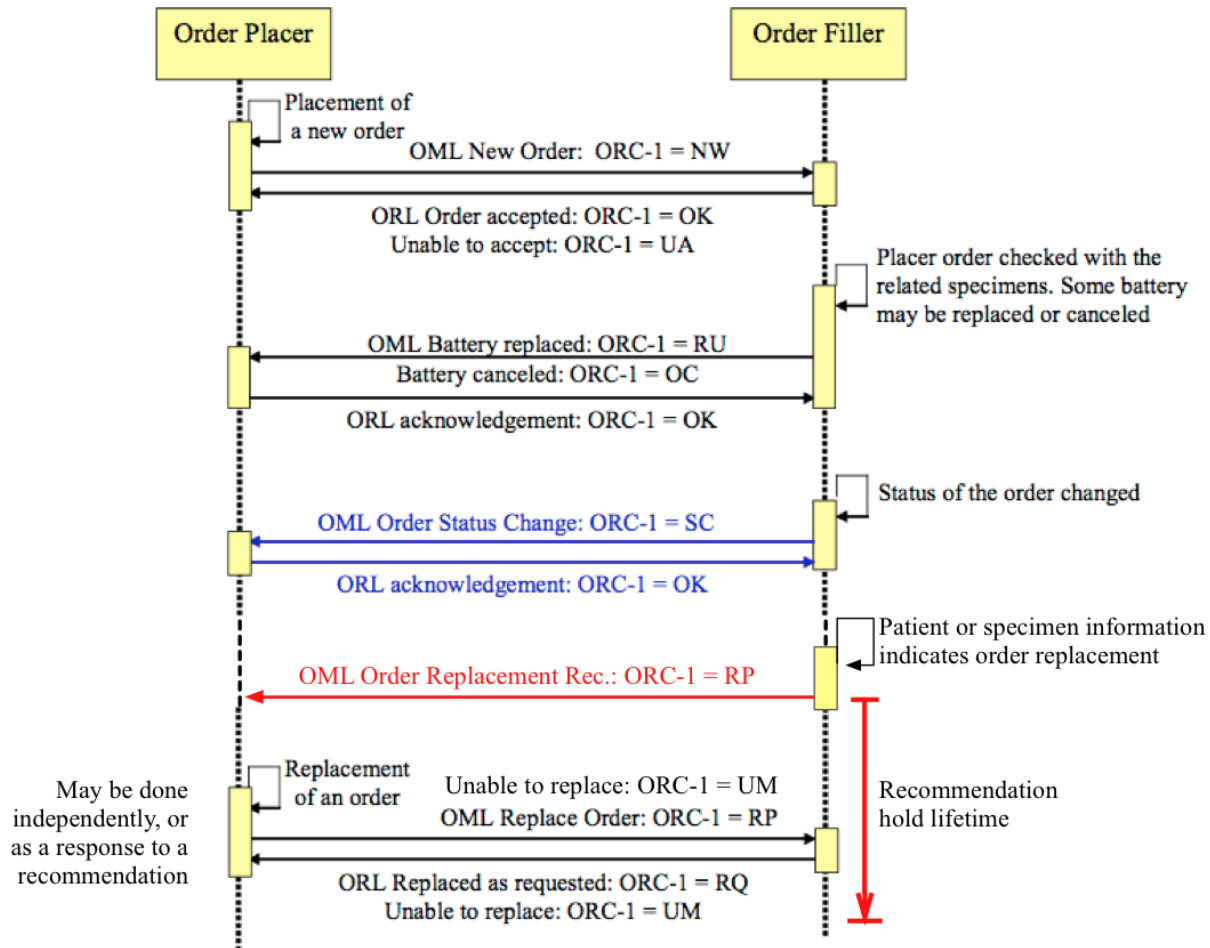 Order Placer
Order Filler
Placement of
a new order
OML New Order:  ORC-1 = NW
ORL Order accepted: ORC-1 = OK
Unable to accept: ORC-1 = UA
Placer order checked with the
related specimens. Some battery
may be replaced or canceled
OML Battery replaced: ORC-1 = RU
Battery canceled: ORC-1 = OC
ORL acknowledgement: ORC-1 = OK
Status of the order changed
OML Order Status Change: ORC-1 = SC
ORL acknowledgement: ORC-1 = OK
Patient or specimen information
indicates order replacement
OML Order Replacement Rec.: ORC-1 = RP
May be done
independently, or
as a response to a
recommendation
Replacement
of an order
Unable to replace: ORC-1 = UM
OML Replace Order: ORC-1 = RP
ORL Replaced as requested: ORC-1 = RQ
Unable to replace: ORC-1 = UM
Recommendation
hold lifetime